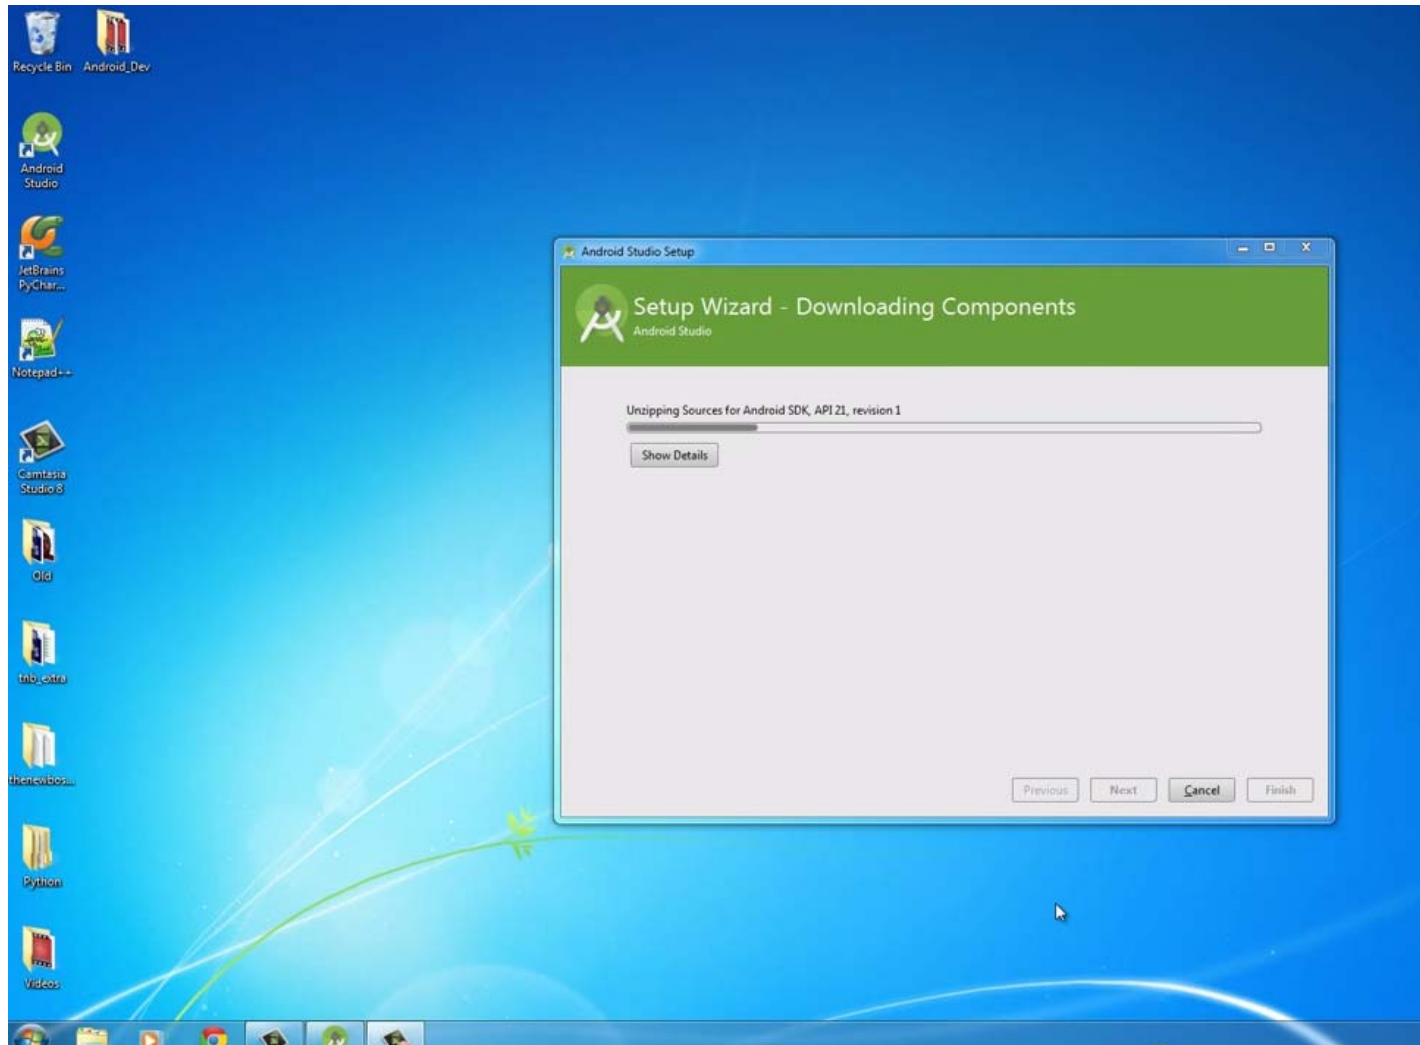 Recycle Bin
Android_Dev
Android
Studio
JetBrains
PyChar...
Notepad++
Camtasia
Studio 8
Old
tnb_extra
thenewbos...
Python
Videos
Android Studio Setup
Setup Wizard - Downloading Components
Android Studio
Unzipping Sources for Android SDK, API 21, revision 1
Show Details
Previous
Next
Cancel
Finish